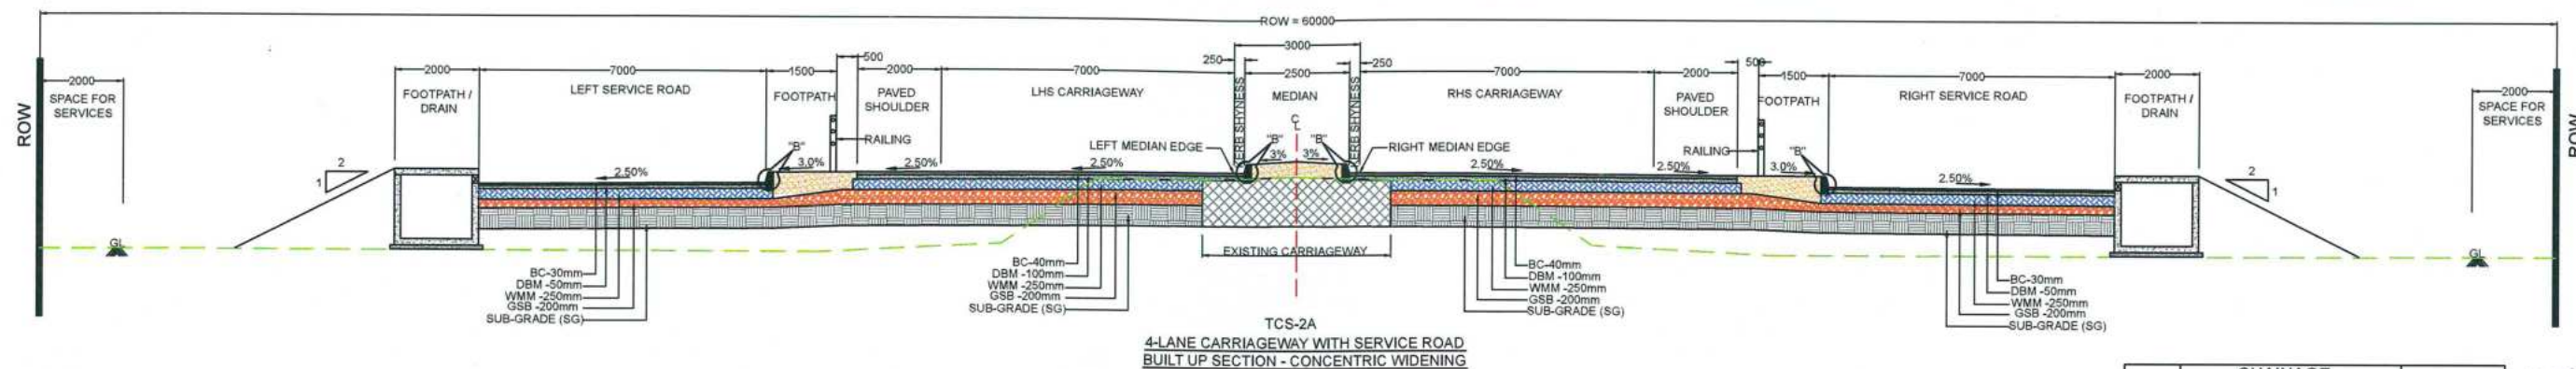 ROW = 60000
3000
500
250
250
500
2000
2000
7000
1500
2000
7000
2500
7000
2000
1500
7000
2000
2000
ROW
SPACE FOR
SERVICES
FOOTPATH /
DRAIN
LEFT SERVICE ROAD
FOOTPATH
PAVED
SHOULDER
LHS CARRIAGEWAY
ERB SHYNESS
MEDIAN
ERB SHYNESS
RHS CARRIAGEWAY
PAVED
SHOULDER
FOOTPATH
RIGHT SERVICE ROAD
FOOTPATH /
DRAIN
SPACE FOR
SERVICES
ROW
CL
"B"
RAILING
LEFT MEDIAN EDGE
"B"
"B"
RIGHT MEDIAN EDGE
RAILING
"B"
2
1
2.50%
3.0%
2.50%
2.50%
3%
3%
2.50%
2.50%
3.0%
2.50%
2
1
GL
GL
EXISTING CARRIAGEWAY
BC-30mm
DBM -50mm
WMM -250mm
GSB -200mm
SUB-GRADE (SG)
BC-40mm
DBM -100mm
WMM -250mm
GSB -200mm
SUB-GRADE (SG)
BC-40mm
DBM -100mm
WMM -250mm
GSB -200mm
SUB-GRADE (SG)
BC-30mm
DBM -50mm
WMM -250mm
GSB -200mm
SUB-GRADE (SG)
TCS-2A
4-LANE CARRIAGEWAY WITH SERVICE ROAD
BUILT UP SECTION - CONCENTRIC WIDENING